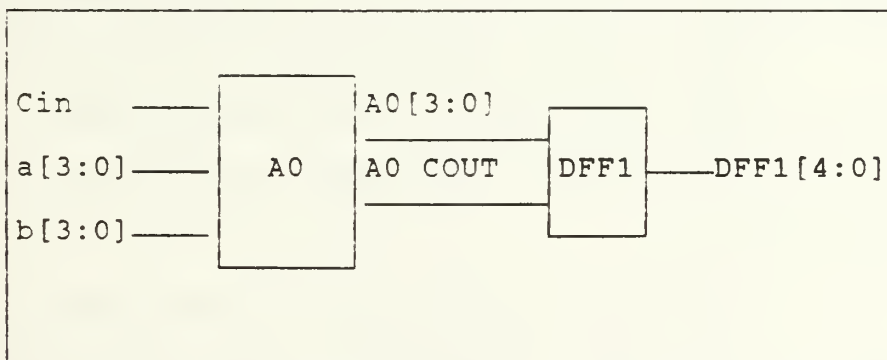 Cin A0[3:0]
a[3:0] A0 A0 COUT DFF1 DFF1[4:0]
b[3:0]